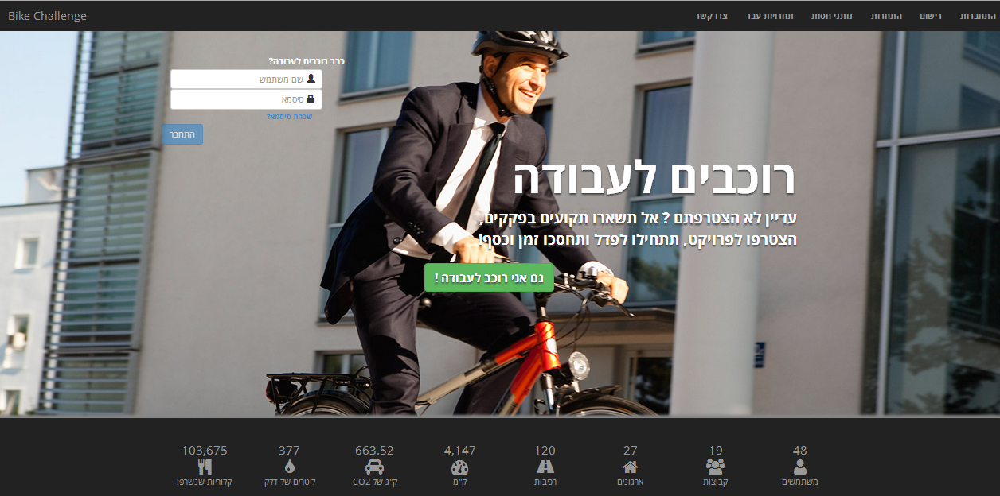 Bike Challenge
התחברות
רישום
התחרות
נותני חסות
תחרויות עבר
צרו קשר
כבר רוכבים לעבודה?
שם משתמש
סיסמא
שכחת סיסמא?
התחבר
רוכבים לעבודה
עדיין לא הצטרפתם ? אל תשארו תקועים בפקקים,
הצטרפו לפרויקט, תתחילו לפדל ותחסכו זמן וכסף!
גם אני רוכב לעבודה !
48
משתמשים
19
קבוצות
27
ארגונים
120
רכיבות
4,147
ק"מ
663.52
ק"ג של CO2
377
ליטרים של דלק
103,675
קלוריות שנשרפו